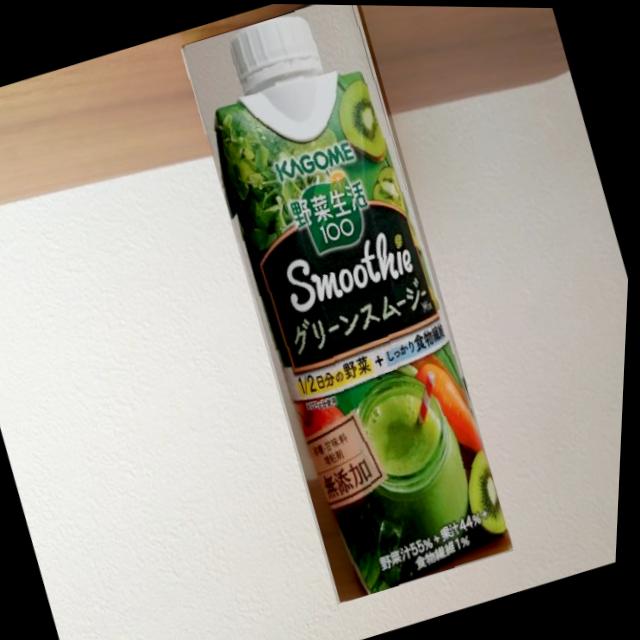 KAGOME
野菜生活
100
Smoothie
グリーンスムージー
1/2日分の野菜 + しっかり食物繊維
無添加
野菜汁55%・果汁44%
食物繊維1%